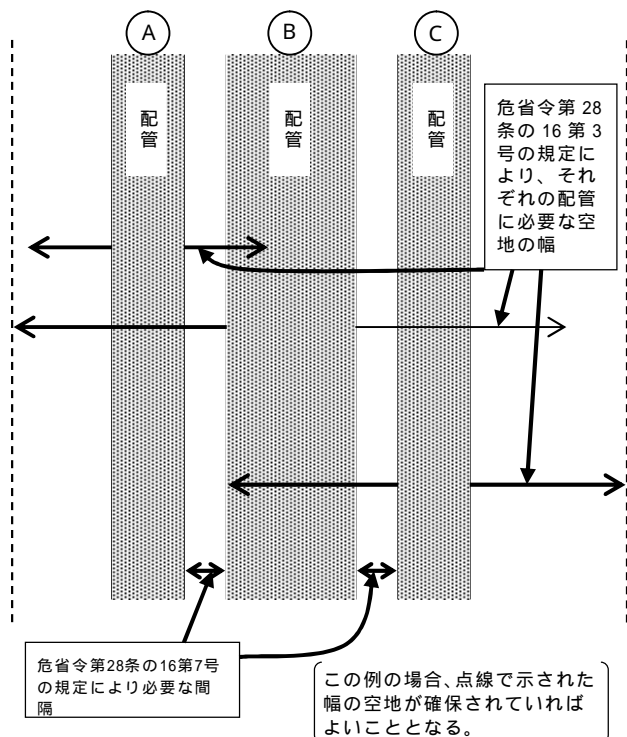 A
B
C
配管
配管
配管
危省令第 28
条の 16 第 3
号の規定に
より、それ
ぞれの配管
に必要な空
地の幅
危省令第28条の16第7号
の規定により必要な間
隔
この例の場合、点線で示された
幅の空地が確保されていれば
よいこととなる。